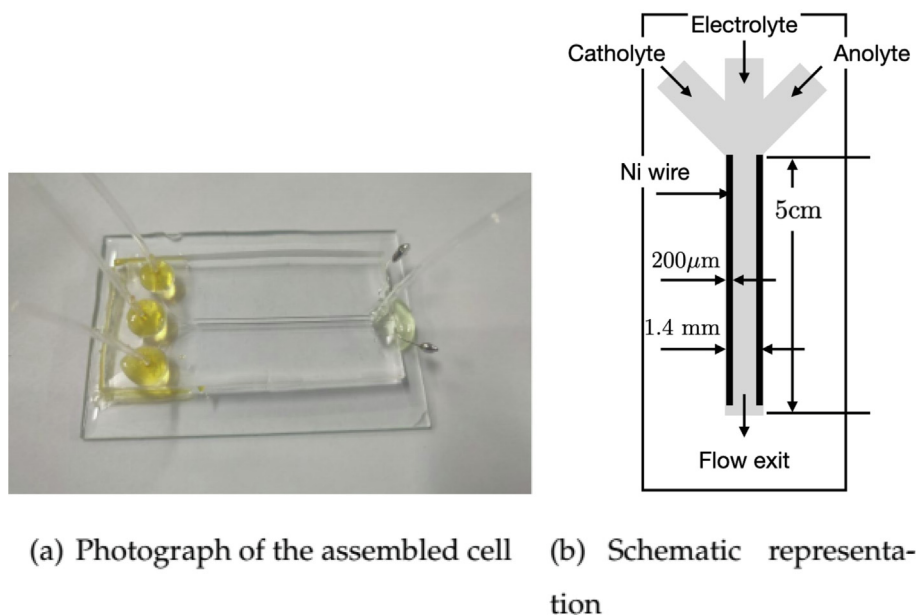 Electrolyte
Catholyte
Anolyte
Ni wire
5cm
200μm
1.4 mm
Flow exit
(a) Photograph of the assembled cell
(b) Schematic representa-
tion